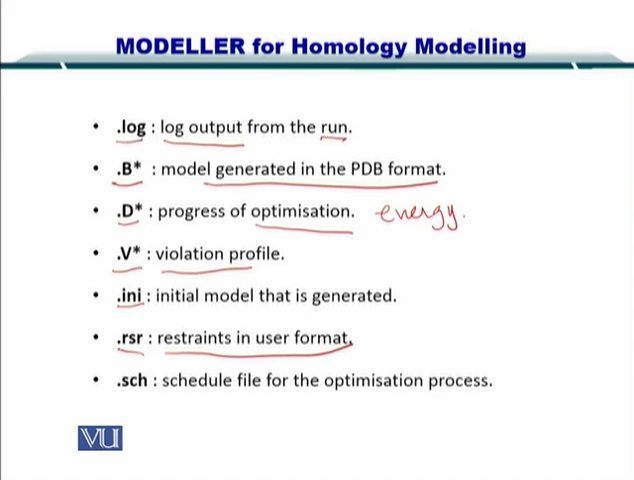 MODELLER for Homology Modelling
• .log : log output from the run.
• .B* : model generated in the PDB format.
• .D* : progress of optimisation. energy.
• .V* : violation profile.
• .ini : initial model that is generated.
• .rsr : restraints in user format.
• .sch : schedule file for the optimisation process.
VU